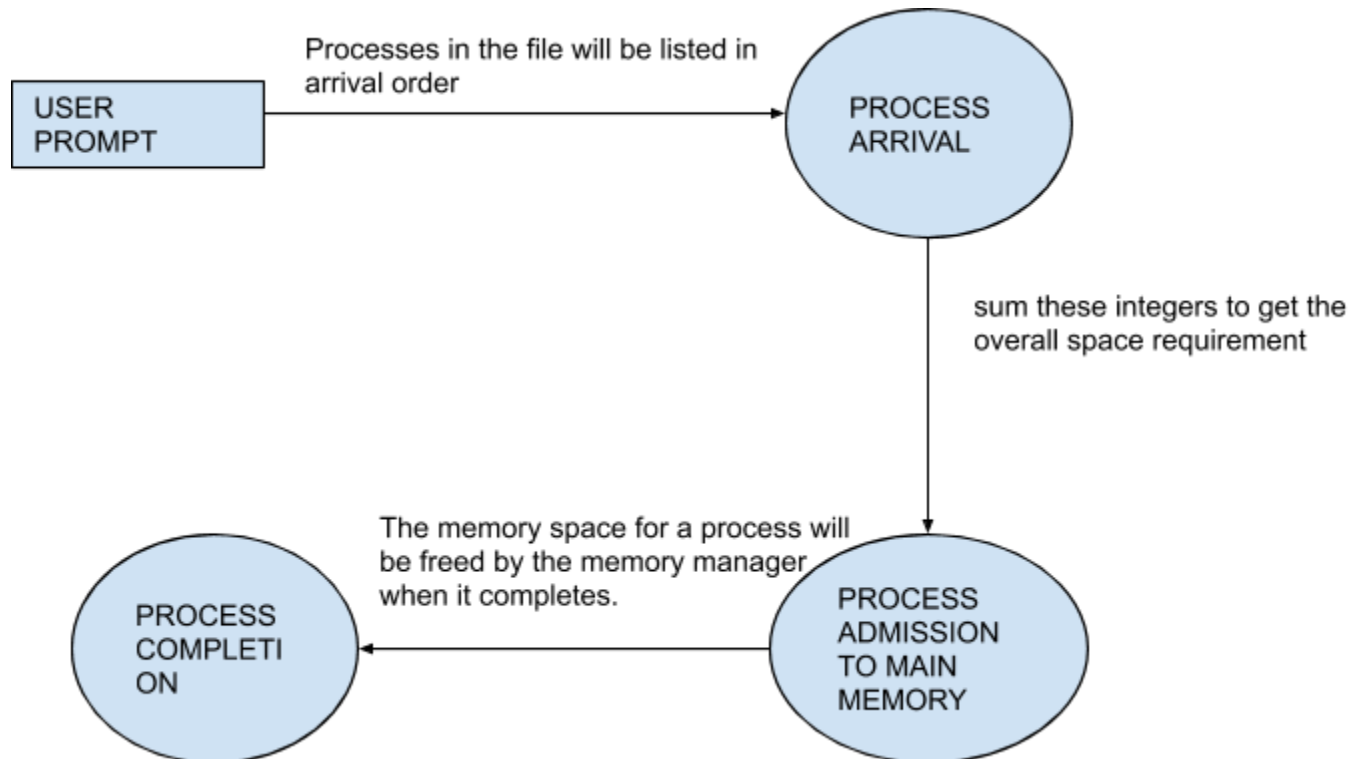 Processes in the file will be listed in
arrival order
USER
PROMPT
PROCESS
ARRIVAL
sum these integers to get the
overall space requirement
The memory space for a process will
be freed by the memory manager
when it completes.
PROCESS
ADMISSION
TO MAIN
MEMORY
PROCESS
COMPLETI
ON